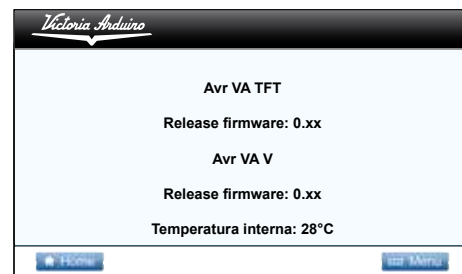 Victoria Arduino
Avr VA TFT
Release firmware: 0.xx
Avr VA V
Release firmware: 0.xx
Temperatura interna: 28°C
Home Menu